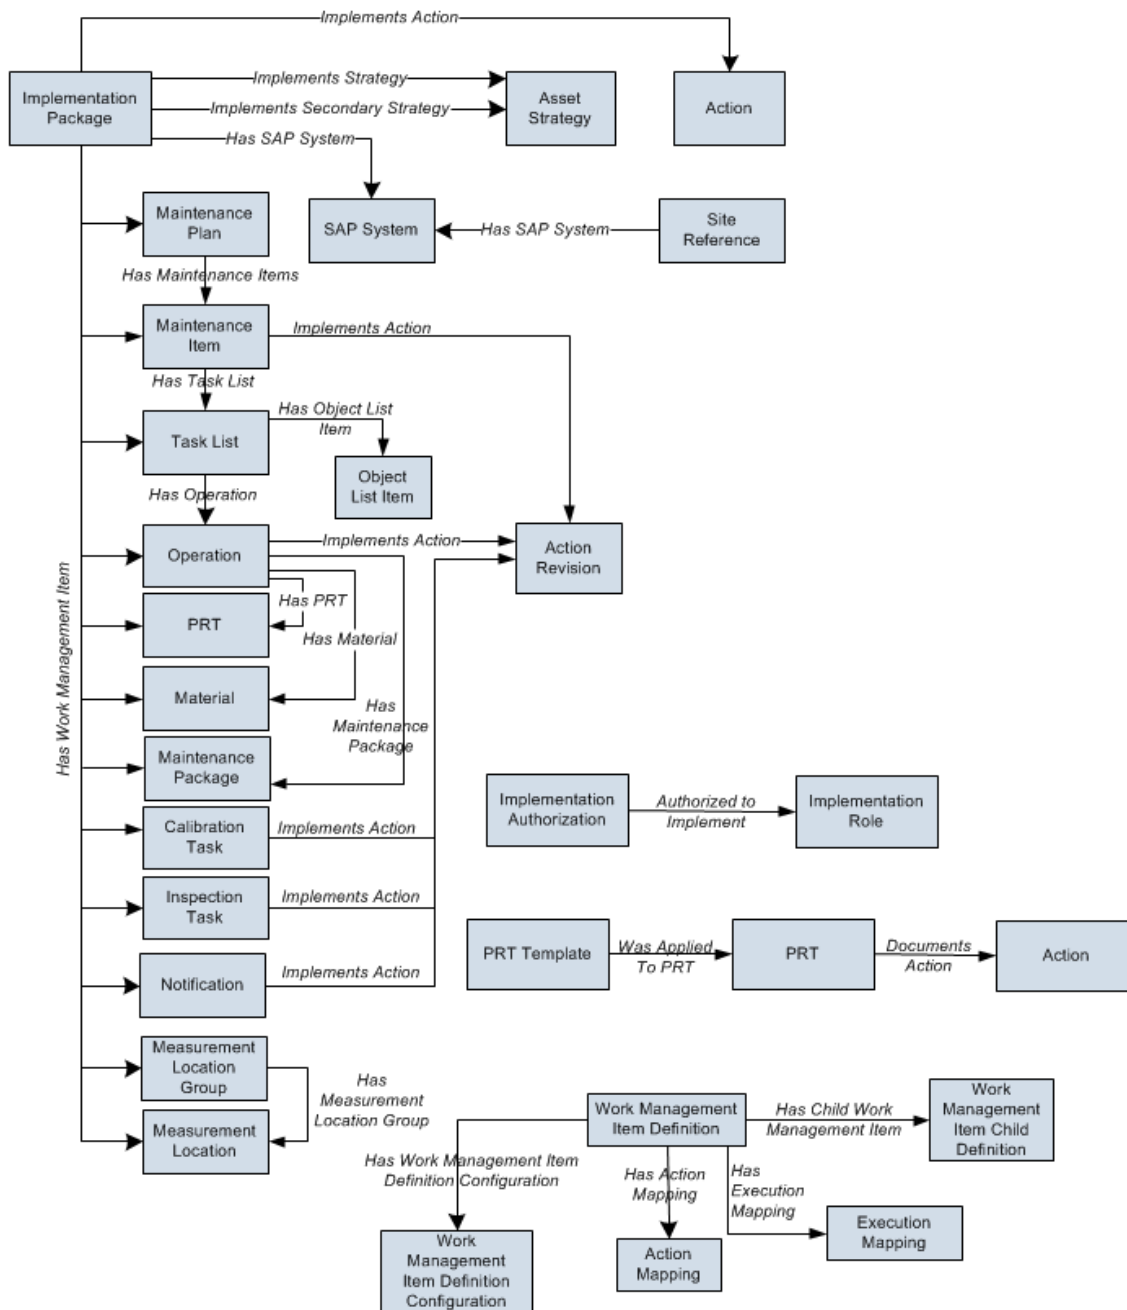 Implements Action
Implementation
Package
Implements Strategy
Implements Secondary Strategy
Has SAP System
Asset
Strategy
Action
Maintenance
Plan
SAP System
Has SAP System
Site
Reference
Has Maintenance Items
Maintenance
Item
Implements Action
Has Task List
Task List
Has Object List
Item
Object
List Item
Has Operation
Operation
Implements Action
Action
Revision
Has PRT
PRT
Has Material
Material
Has
Maintenance
Package
Maintenance
Package
Has Work Management Item
Calibration
Task
Implements Action
Inspection
Task
Implements Action
Notification
Implements Action
Measurement
Location
Group
Has
Measurement
Location Group
Measurement
Location
Implementation
Authorization
Authorized to
Implement
Implementation
Role
PRT Template
Was Applied
To PRT
PRT
Documents
Action
Action
Work Management
Item Definition
Has Child Work
Management Item
Work
Management
Item Child
Definition
Has Work Management Item
Definition Configuration
Has Action
Mapping
Has
Execution
Mapping
Work
Management
Item Definition
Configuration
Action
Mapping
Execution
Mapping